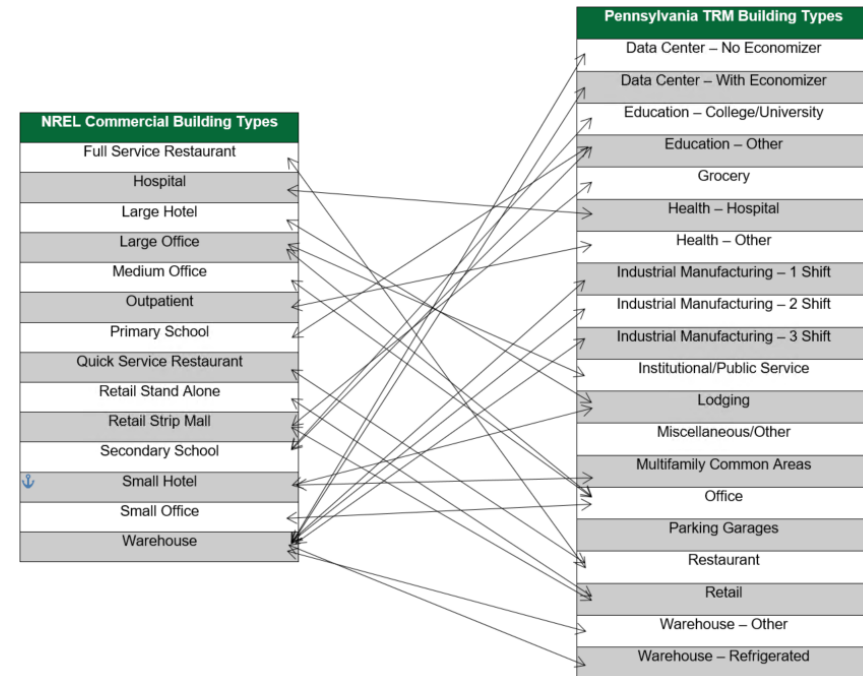 NREL Commercial Building Types
Full Service Restaurant
Hospital
Large Hotel
Large Office
Medium Office
Outpatient
Primary School
Quick Service Restaurant
Retail Stand Alone
Retail Strip Mall
Secondary School
Small Hotel
Small Office
Warehouse
Pennsylvania TRM Building Types
Data Center – No Economizer
Data Center – With Economizer
Education – College/University
Education – Other
Grocery
Health – Hospital
Health – Other
Industrial Manufacturing – 1 Shift
Industrial Manufacturing – 2 Shift
Industrial Manufacturing – 3 Shift
Institutional/Public Service
Lodging
Miscellaneous/Other
Multifamily Common Areas
Office
Parking Garages
Restaurant
Retail
Warehouse – Other
Warehouse – Refrigerated